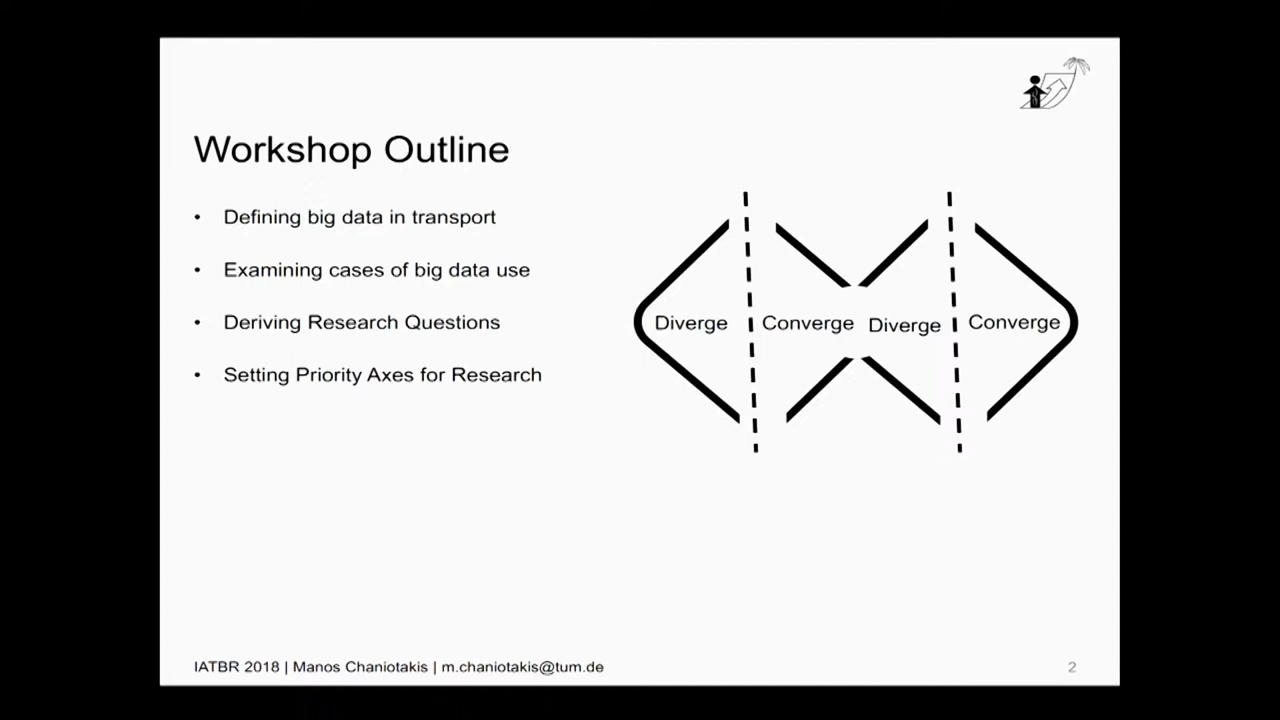 Workshop Outline
• Defining big data in transport
• Examining cases of big data use
• Deriving Research Questions
• Setting Priority Axes for Research
Diverge
Converge
Diverge
Converge
IATBR 2018 | Manos Chaniotakis | m.chaniotakis@tum.de
2